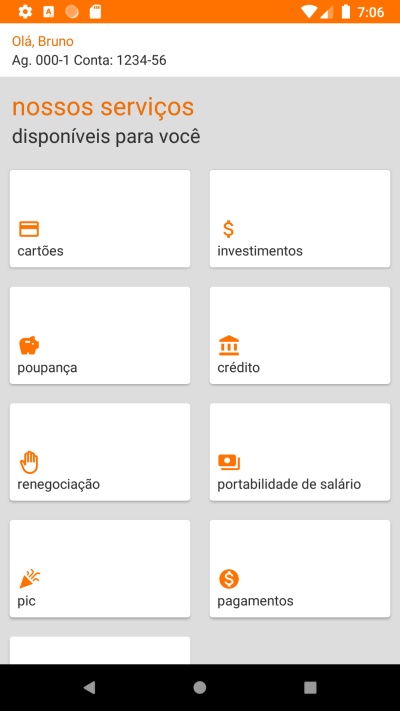 7:06
Olá, Bruno
Ag. 000-1 Conta: 1234-56
nossos serviços
disponíveis para você
cartões
investimentos
poupança
crédito
renegociação
portabilidade de salário
pic
pagamentos